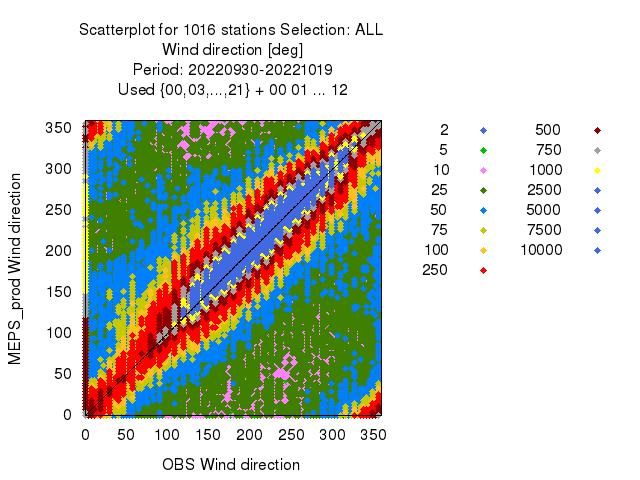 Scatterplot for 1016 stations Selection: ALL
Wind direction [deg]
Period: 20220930-20221019
Used {00,03,...,21} + 00 01 ... 12
MEPS_prod Wind direction
350
300
250
200
150
100
50
0
0 50 100 150 200 250 300 350
OBS Wind direction
2 500
5 750
10 1000
25 2500
50 5000
75 7500
100 10000
250